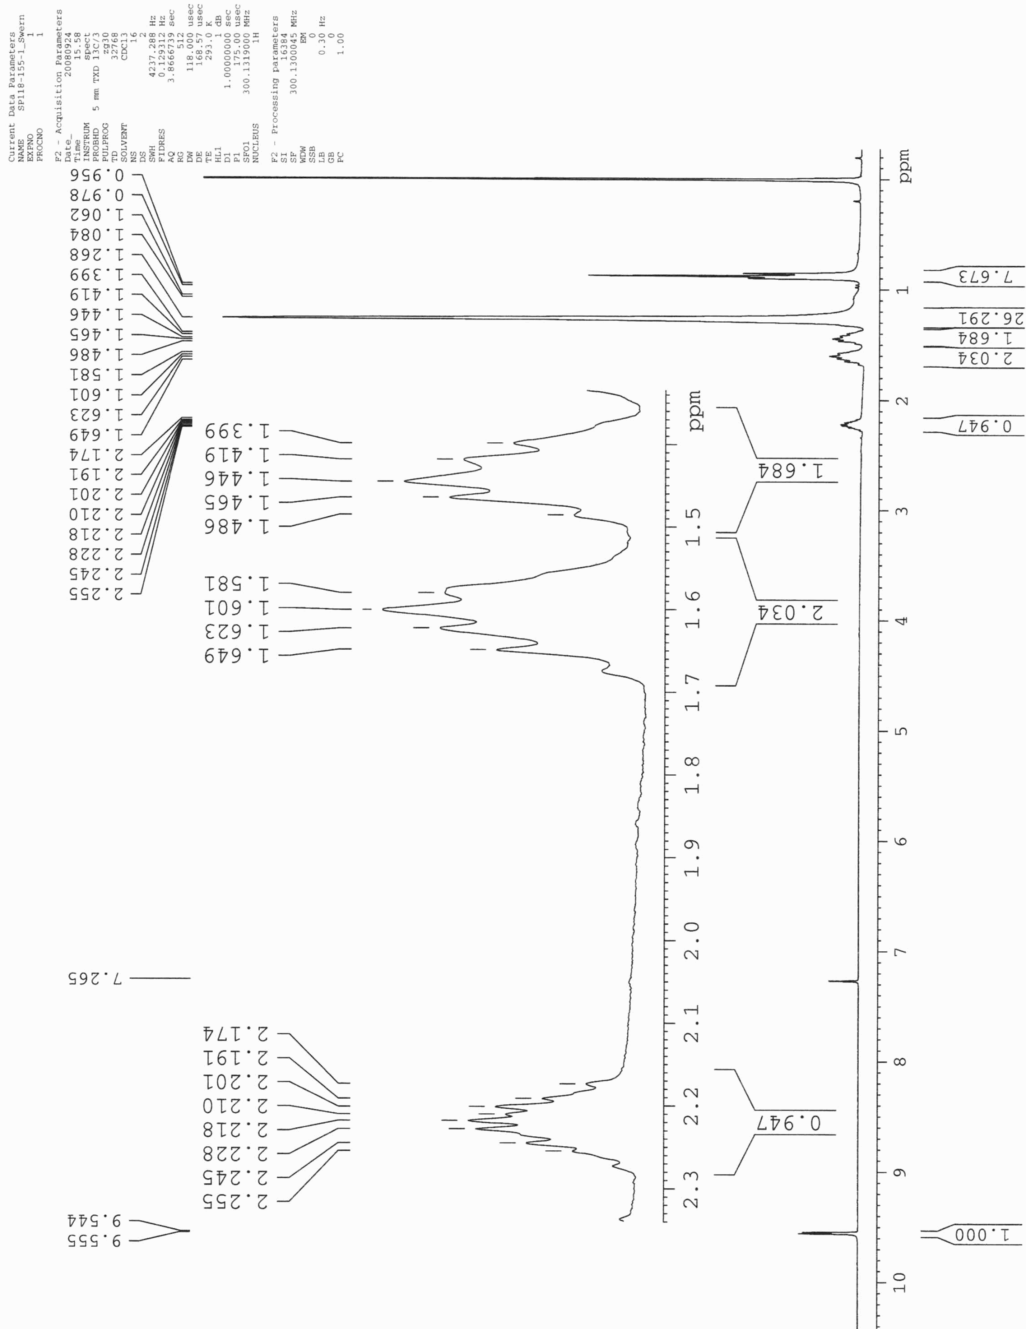 Current Data Parameters
NAME SP118-155-1_Swern
EXPNO 1
PROCNO 1
F2 - Acquisition Parameters
Date_ 20080924
Time 15.58
INSTRUM spect
PROBHD 5 mm TXD 13C/3
PULPROG zg30
TD 32768
SOLVENT CDCl3
NS 16
DS 2
SWH 4237.288 Hz
FIDRES 0.129312 Hz
AQ 3.8666739 sec
RG 512
DW 118.000 usec
DE 168.57 usec
TE 293.0 K
HL1 1 dB
D1 1.00000000 sec
P1 175.00 usec
SFO1 300.1319000 MHz
NUCLEUS 1H
F2 - Processing parameters
SI 16384
SF 300.1300045 MHz
WDW EM
SSB 0
LB 0.30 Hz
GB 0
PC 1.00
9.555
9.544
7.265
2.255
2.245
2.228
2.218
2.210
2.201
2.191
2.174
1.649
1.623
1.601
1.581
1.486
1.465
1.446
1.419
1.399
1.268
1.084
1.062
0.978
0.956
2.255
2.245
2.228
2.218
2.210
2.201
2.191
2.174
1.649
1.623
1.601
1.581
1.486
1.465
1.446
1.419
1.399
2.3 2.2 2.1 2.0 1.9 1.8 1.7 1.6 1.5 ppm
0.947
2.034
1.684
10 9 8 7 6 5 4 3 2 1 ppm
1.000
0.947
2.034
1.684
26.291
7.673